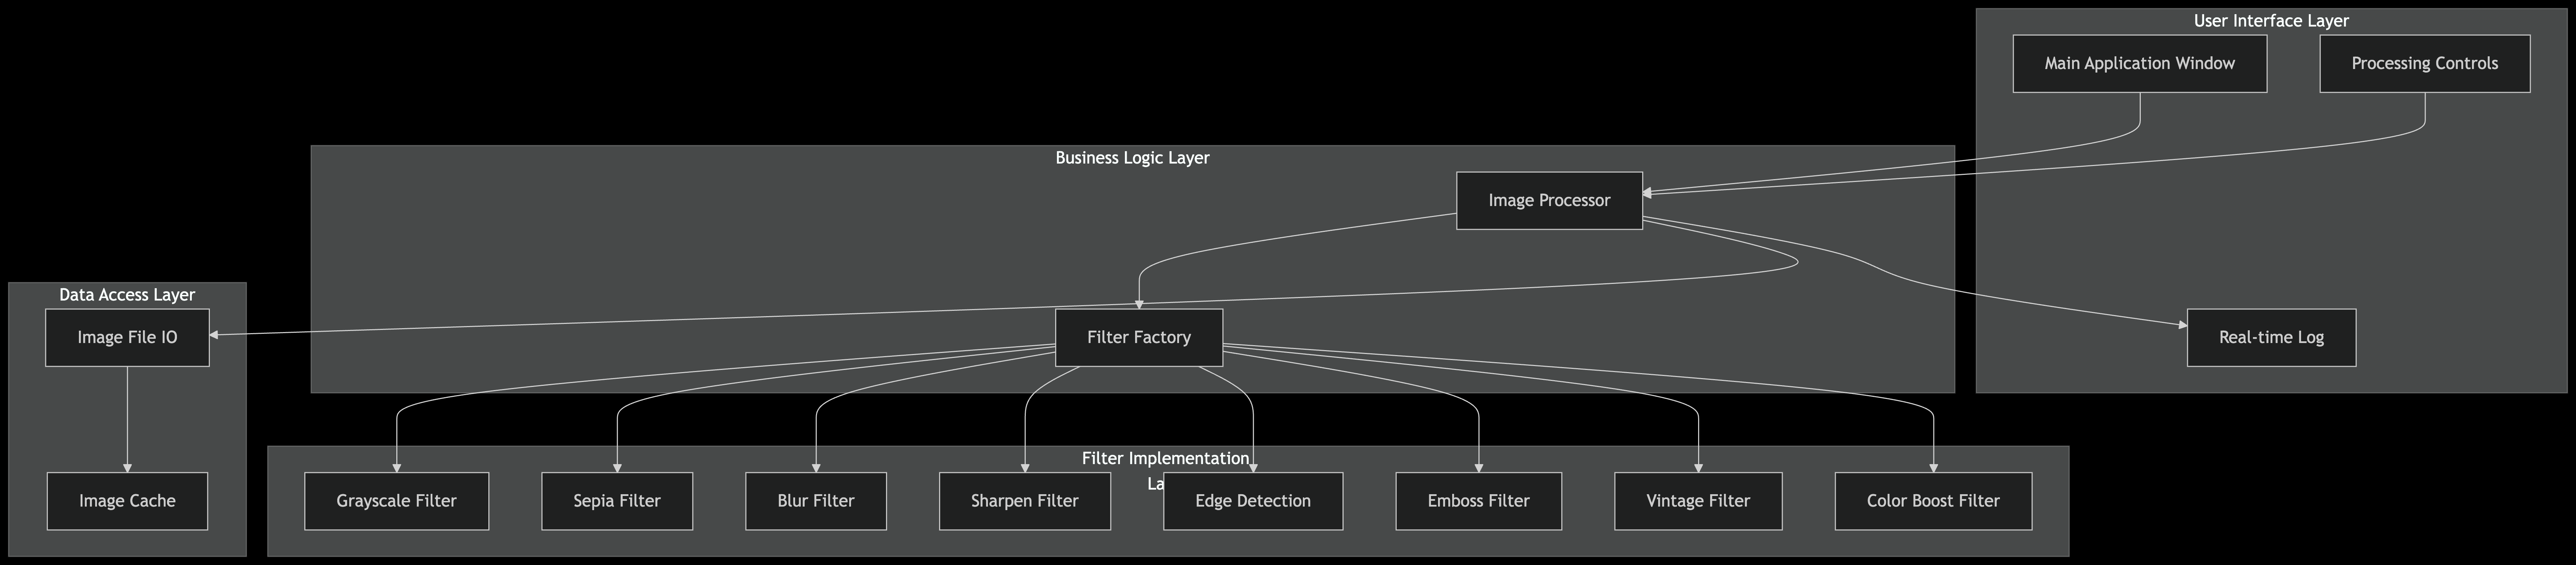 User Interface Layer
Main Application Window
Processing Controls
Business Logic Layer
Image Processor
Data Access Layer
Image File IO
Filter Factory
Real-time Log
Filter Implementation
Image Cache
Grayscale Filter
Sepia Filter
Blur Filter
Sharpen Filter
Edge Detection
Emboss Filter
Vintage Filter
Color Boost Filter